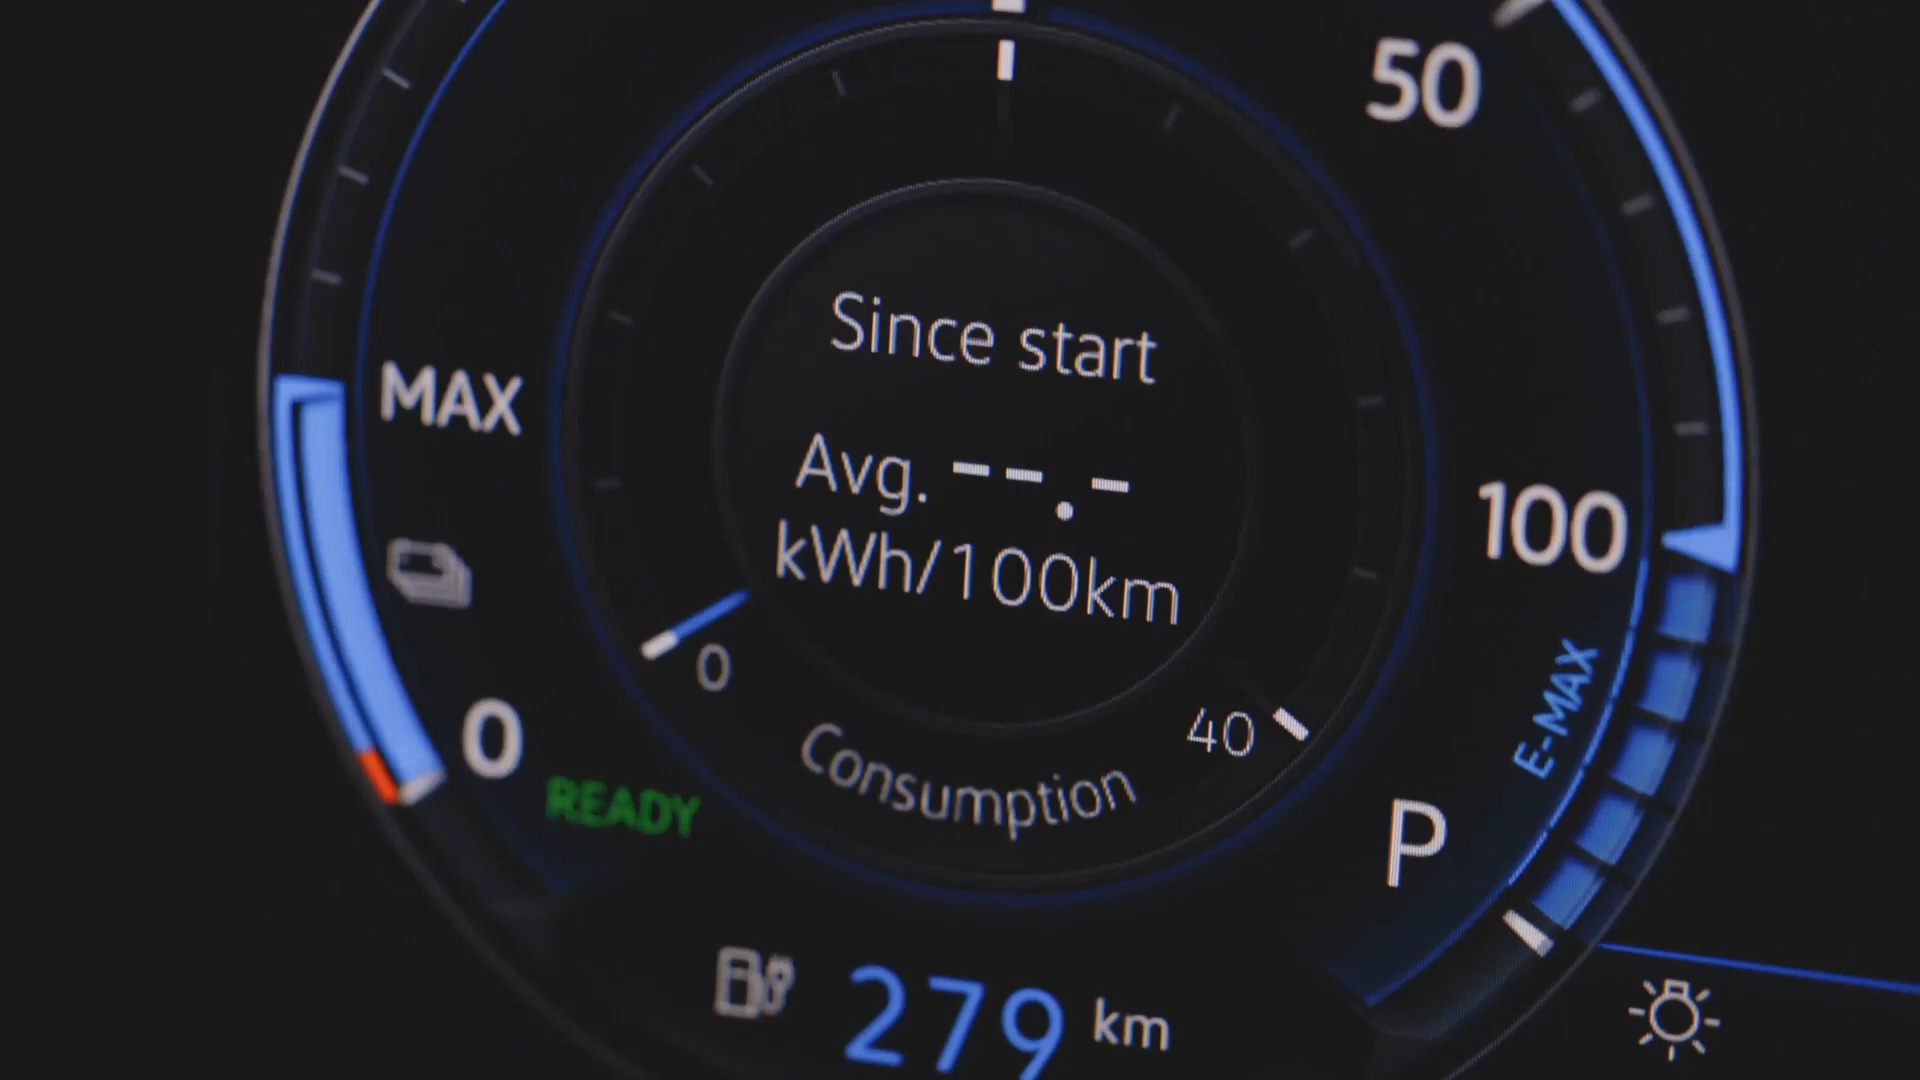 50
Since start
MAX
Avg. --.-
kWh/100km
100
0
E-MAX
0
40
READY
Consumption
P
279 km